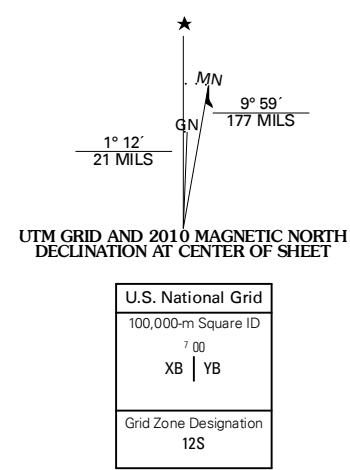 ★
MN
GN
9° 59´
177 MILS
1° 12´
21 MILS
UTM GRID AND 2010 MAGNETIC NORTH
DECLINATION AT CENTER OF SHEET
U.S. National Grid
100,000-m Square ID
7 00
XB | YB
Grid Zone Designation
12S